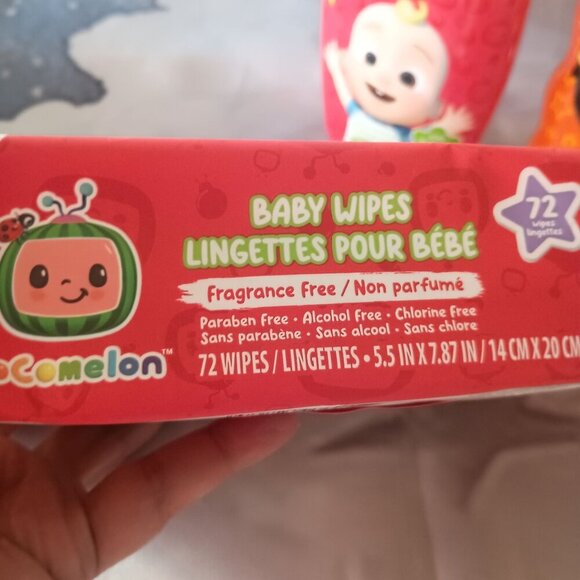 BABY WIPES
LINGETTES POUR BÉBÉ
72
wipes
lingettes
Fragrance Free / Non parfumé
Paraben Free • Alcohol Free • Chlorine Free
Sans parabène • Sans alcool • Sans chlore
72 WIPES / LINGETTES • 5.5 IN X 7.87 IN / 14 CM X 20 CM
CoComelon™